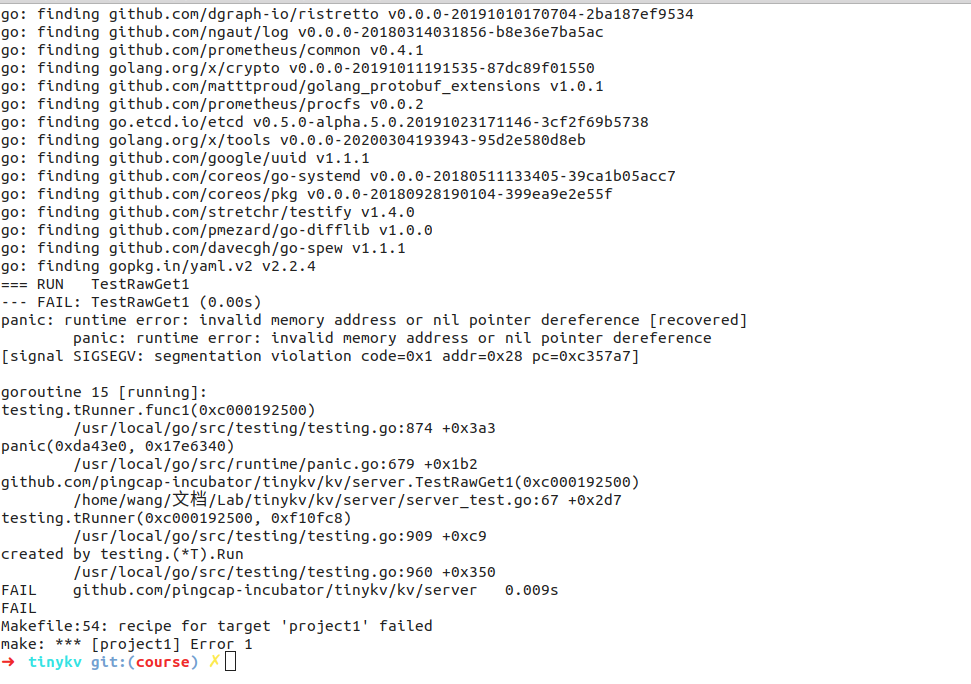 go: finding github.com/dgraph-io/ristretto v0.0.0-20191010170704-2ba187ef9534
go: finding github.com/ngaut/log v0.0.0-20180314031856-b8e36e7ba5ac
go: finding github.com/prometheus/common v0.4.1
go: finding golang.org/x/crypto v0.0.0-20191011191535-87dc89f01550
go: finding github.com/matttproud/golang_protobuf_extensions v1.0.1
go: finding github.com/prometheus/procfs v0.0.2
go: finding go.etcd.io/etcd v0.5.0-alpha.5.0.20191023171146-3cf2f69b5738
go: finding golang.org/x/tools v0.0.0-20200304193943-95d2e580d8eb
go: finding github.com/google/uuid v1.1.1
go: finding github.com/coreos/go-systemd v0.0.0-20180511133405-39ca1b05acc7
go: finding github.com/coreos/pkg v0.0.0-20180928190104-399ea9e2e55f
go: finding github.com/stretchr/testify v1.4.0
go: finding github.com/pmezard/go-difflib v1.0.0
go: finding github.com/davecgh/go-spew v1.1.1
go: finding gopkg.in/yaml.v2 v2.2.4
=== RUN   TestRawGet1
--- FAIL: TestRawGet1 (0.00s)
panic: runtime error: invalid memory address or nil pointer dereference [recovered]
        panic: runtime error: invalid memory address or nil pointer dereference
[signal SIGSEGV: segmentation violation code=0x1 addr=0x28 pc=0xc357a7]
goroutine 15 [running]:
testing.tRunner.func1(0xc000192500)
        /usr/local/go/src/testing/testing.go:874 +0x3a3
panic(0xda43e0, 0x17e6340)
        /usr/local/go/src/runtime/panic.go:679 +0x1b2
github.com/pingcap-incubator/tinykv/kv/server.TestRawGet1(0xc000192500)
        /home/wang/文档/Lab/tinykv/kv/server/server_test.go:67 +0x2d7
testing.tRunner(0xc000192500, 0xf10fc8)
        /usr/local/go/src/testing/testing.go:909 +0xc9
created by testing.(*T).Run
        /usr/local/go/src/testing/testing.go:960 +0x350
FAIL    github.com/pingcap-incubator/tinykv/kv/server   0.009s
FAIL
Makefile:54: recipe for target 'project1' failed
make: *** [project1] Error 1
➜  tinykv git:(course) ✗